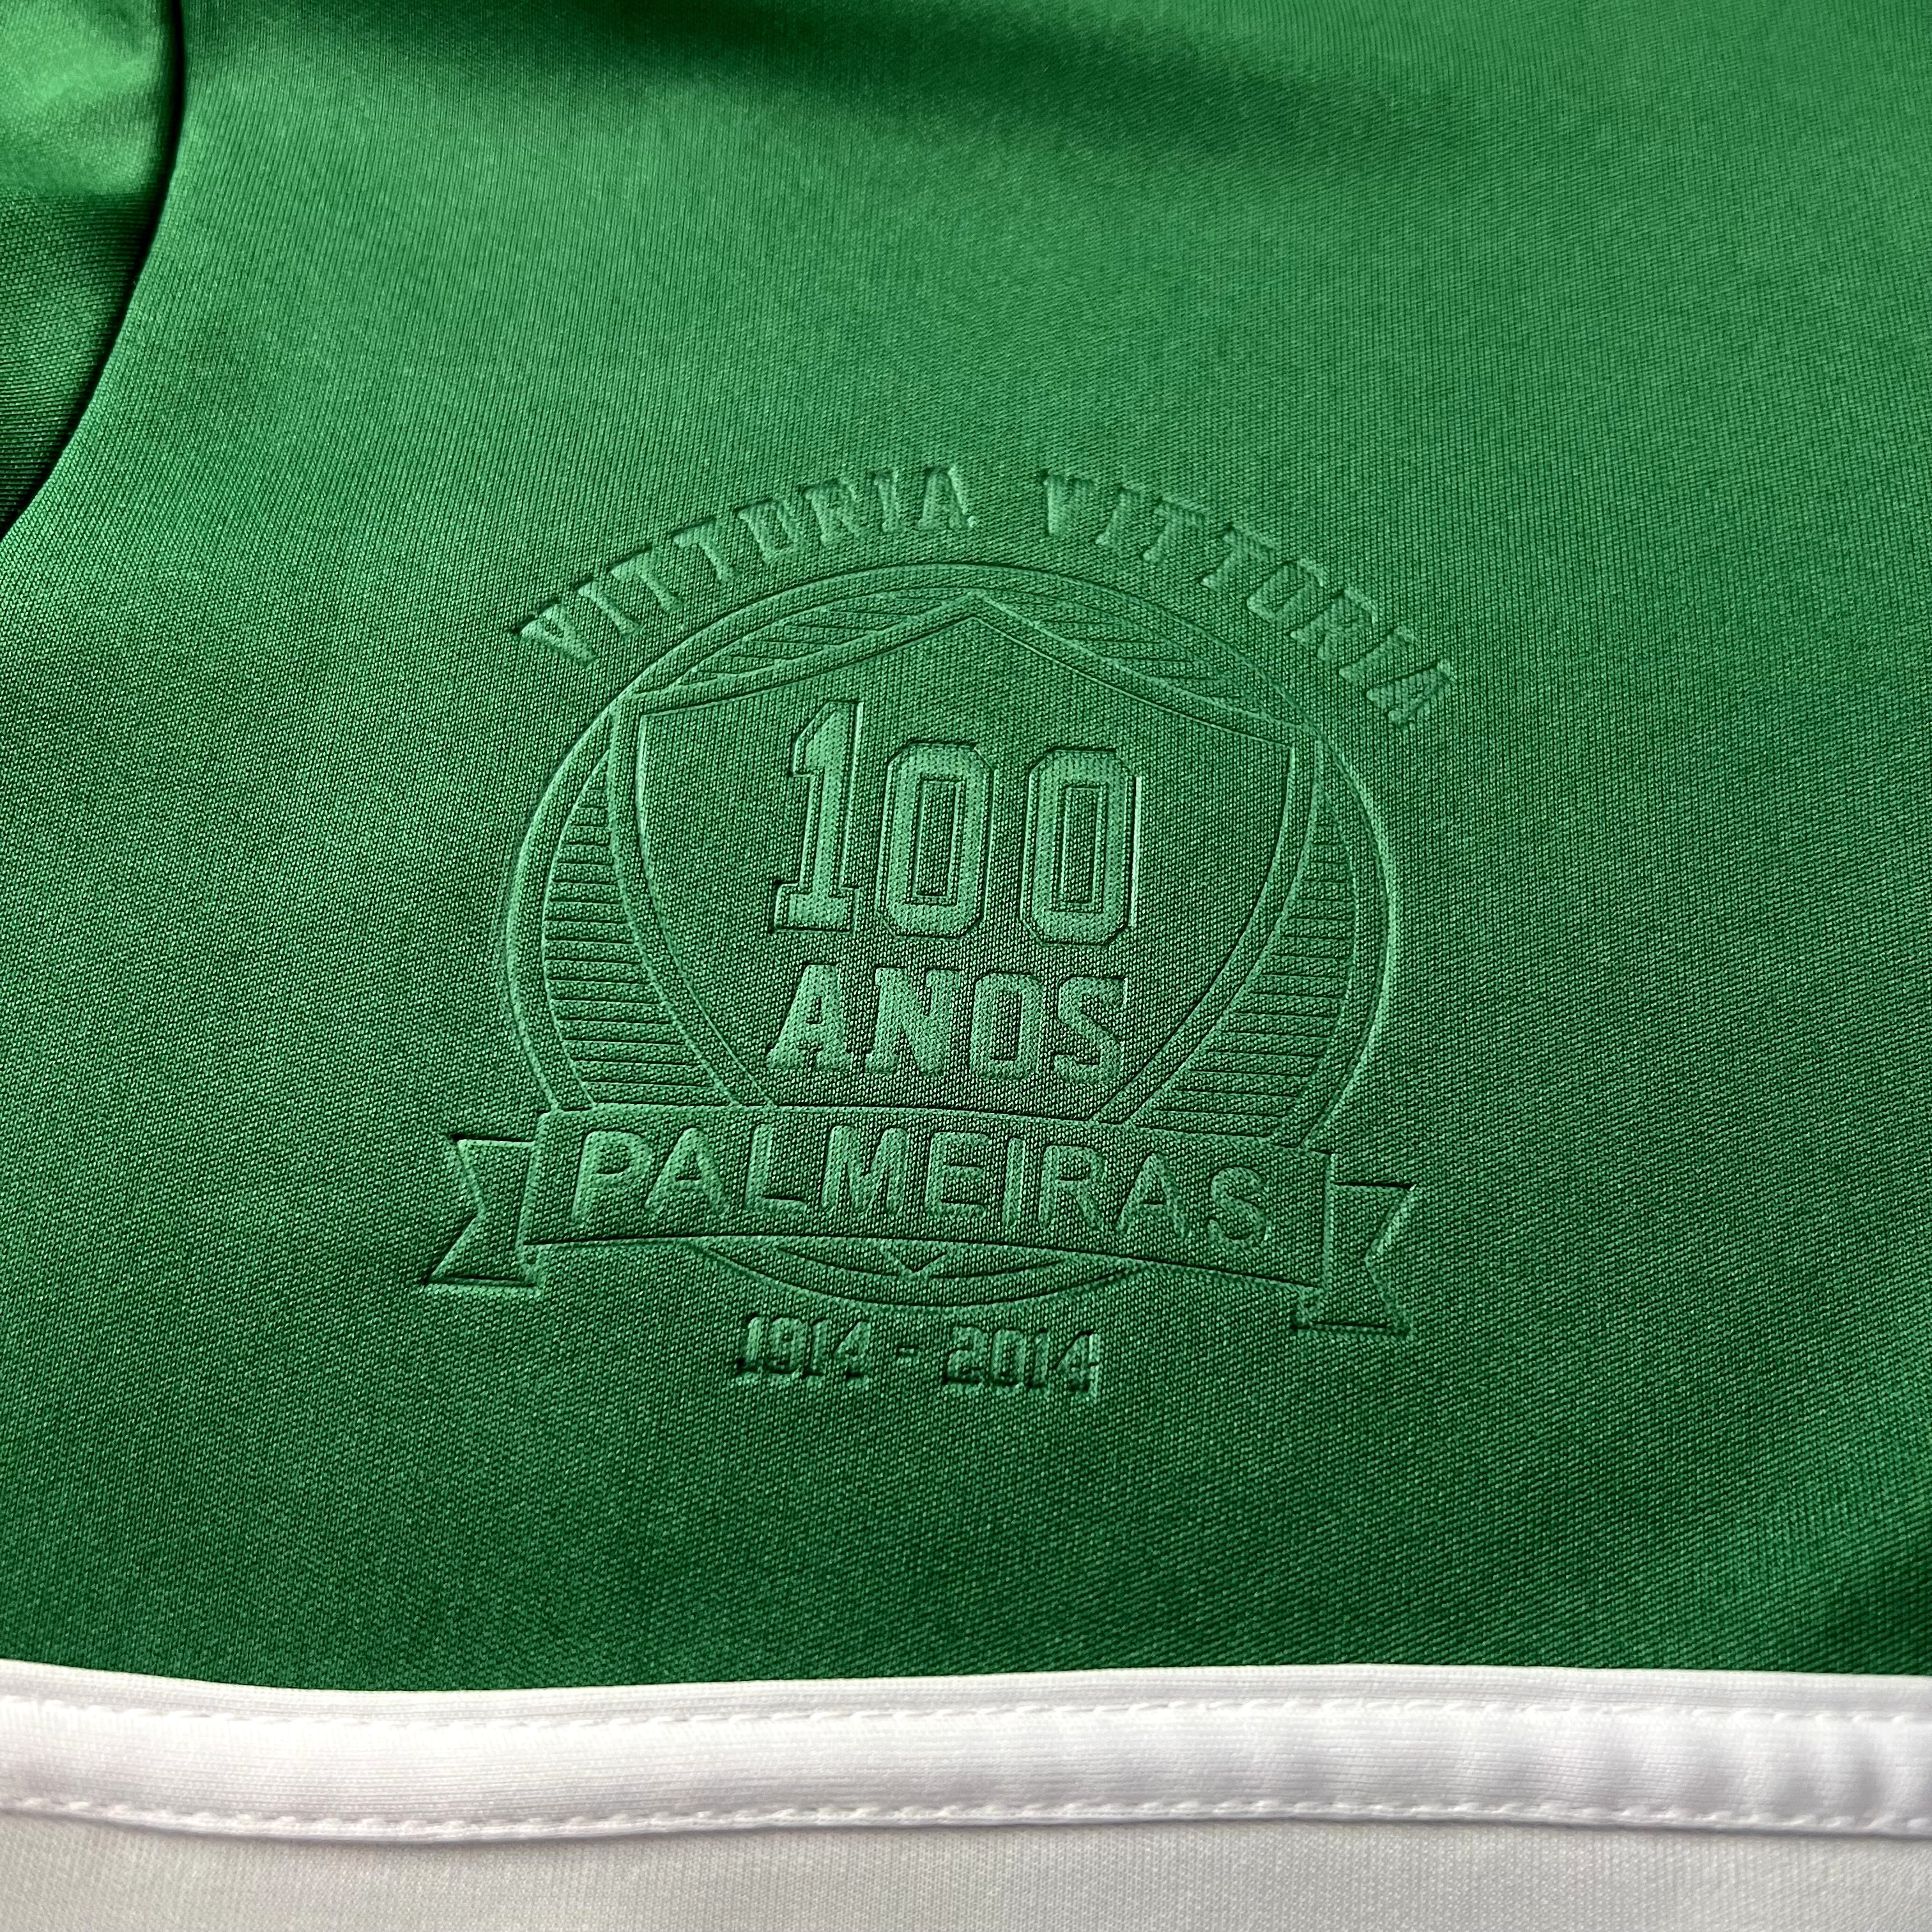 VITTORIA VITTORIA
100
ANOS
PALMEIRAS
1914 - 2014